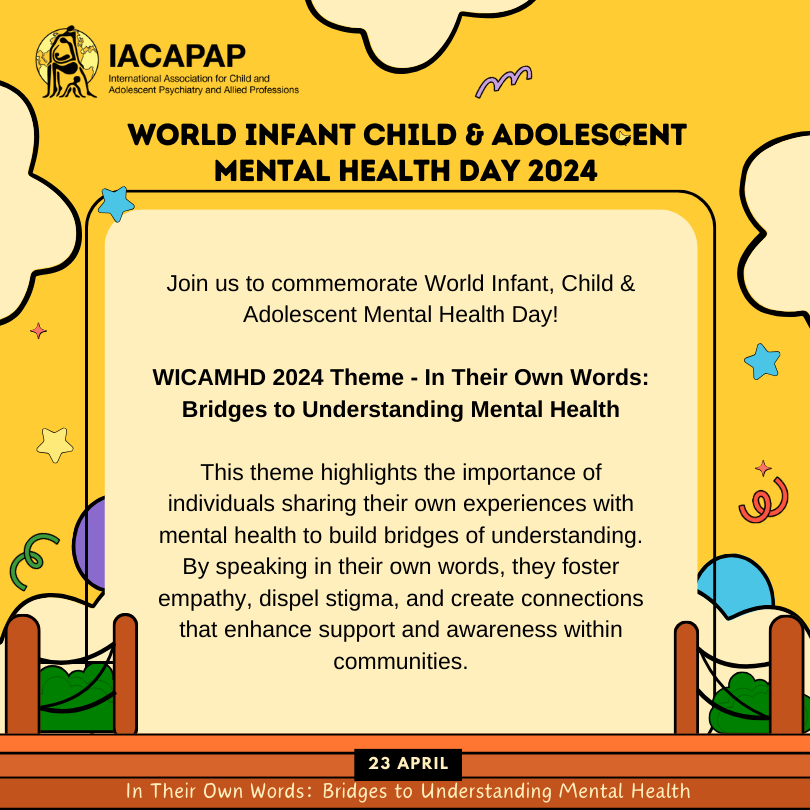 IACAPAP
International Association for Child and
Adolescent Psychiatry and Allied Professions
WORLD INFANT CHILD & ADOLESCENT
MENTAL HEALTH DAY 2024
Join us to commemorate World Infant, Child &
Adolescent Mental Health Day!
WICAMHD 2024 Theme - In Their Own Words:
Bridges to Understanding Mental Health
This theme highlights the importance of
individuals sharing their own experiences with
mental health to build bridges of understanding.
By speaking in their own words, they foster
empathy, dispel stigma, and create connections
that enhance support and awareness within
communities.
23 APRIL
In Their Own Words: Bridges to Understanding Mental Health